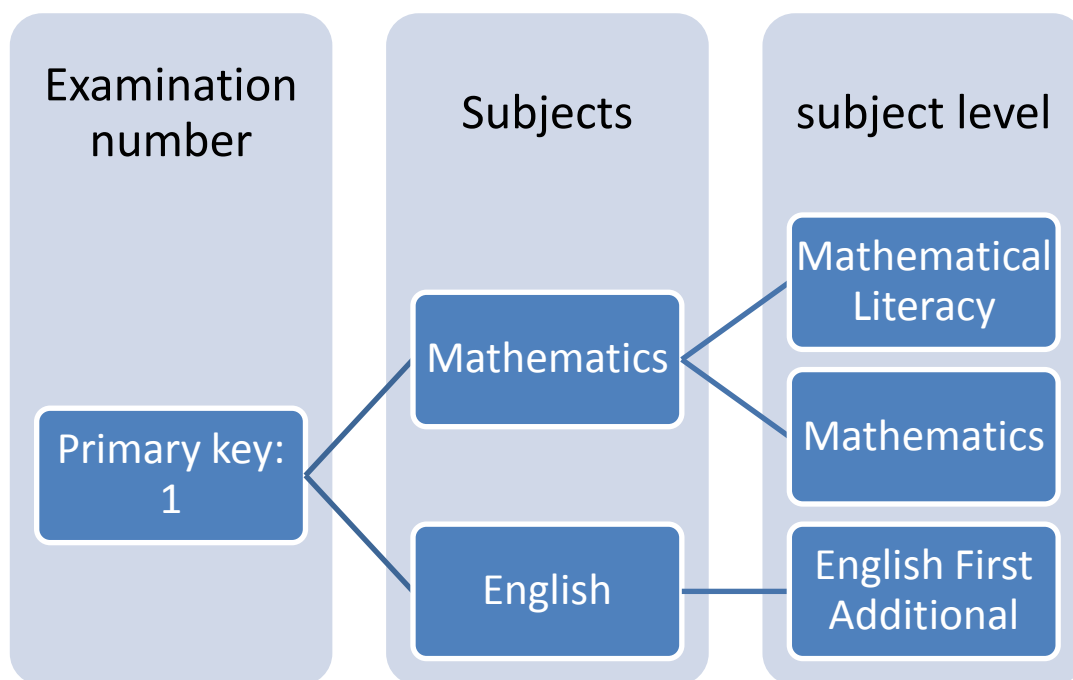 Examination
number
Subjects
subject level
Primary key:
1
Mathematics
English
Mathematical
Literacy
Mathematics
English First
Additional